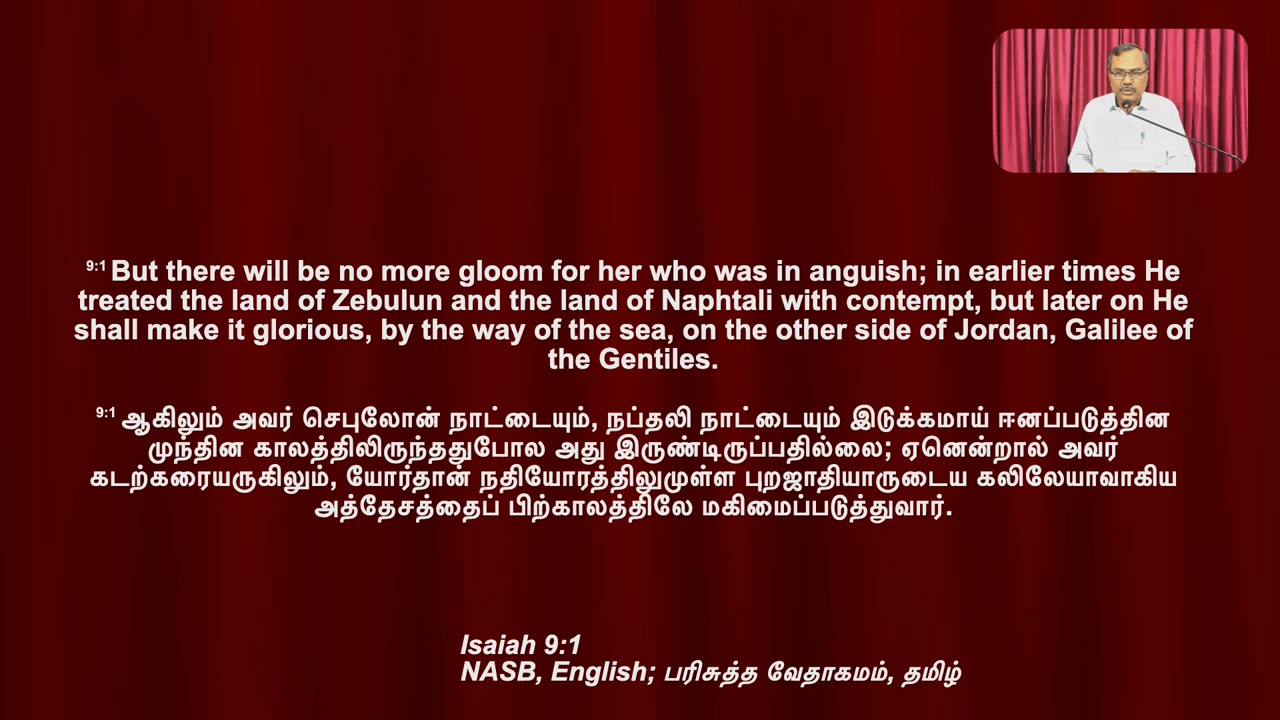 9:1 But there will be no more gloom for her who was in anguish; in earlier times He
treated the land of Zebulun and the land of Naphtali with contempt, but later on He
shall make it glorious, by the way of the sea, on the other side of Jordan, Galilee of
the Gentiles.
9:1 ஆகிலும் அவர் செபுலோன் நாட்டையும், நப்தலி நாட்டையும் இடுக்கமாய் ஈனப்படுத்தின
முந்தின காலத்திலிருந்ததுபோல அது இருண்டிருப்பதில்லை; ஏனென்றால் அவர்
கடற்கரையருகிலும், யோர்தான் நதியோரத்திலுமுள்ள புறஜாதியாருடைய கலிலேயாவாகிய
அத்தேசத்தைப் பிற்காலத்திலே மகிமைப்படுத்துவார்.
Isaiah 9:1
NASB, English; பரிசுத்த வேதாகமம், தமிழ்